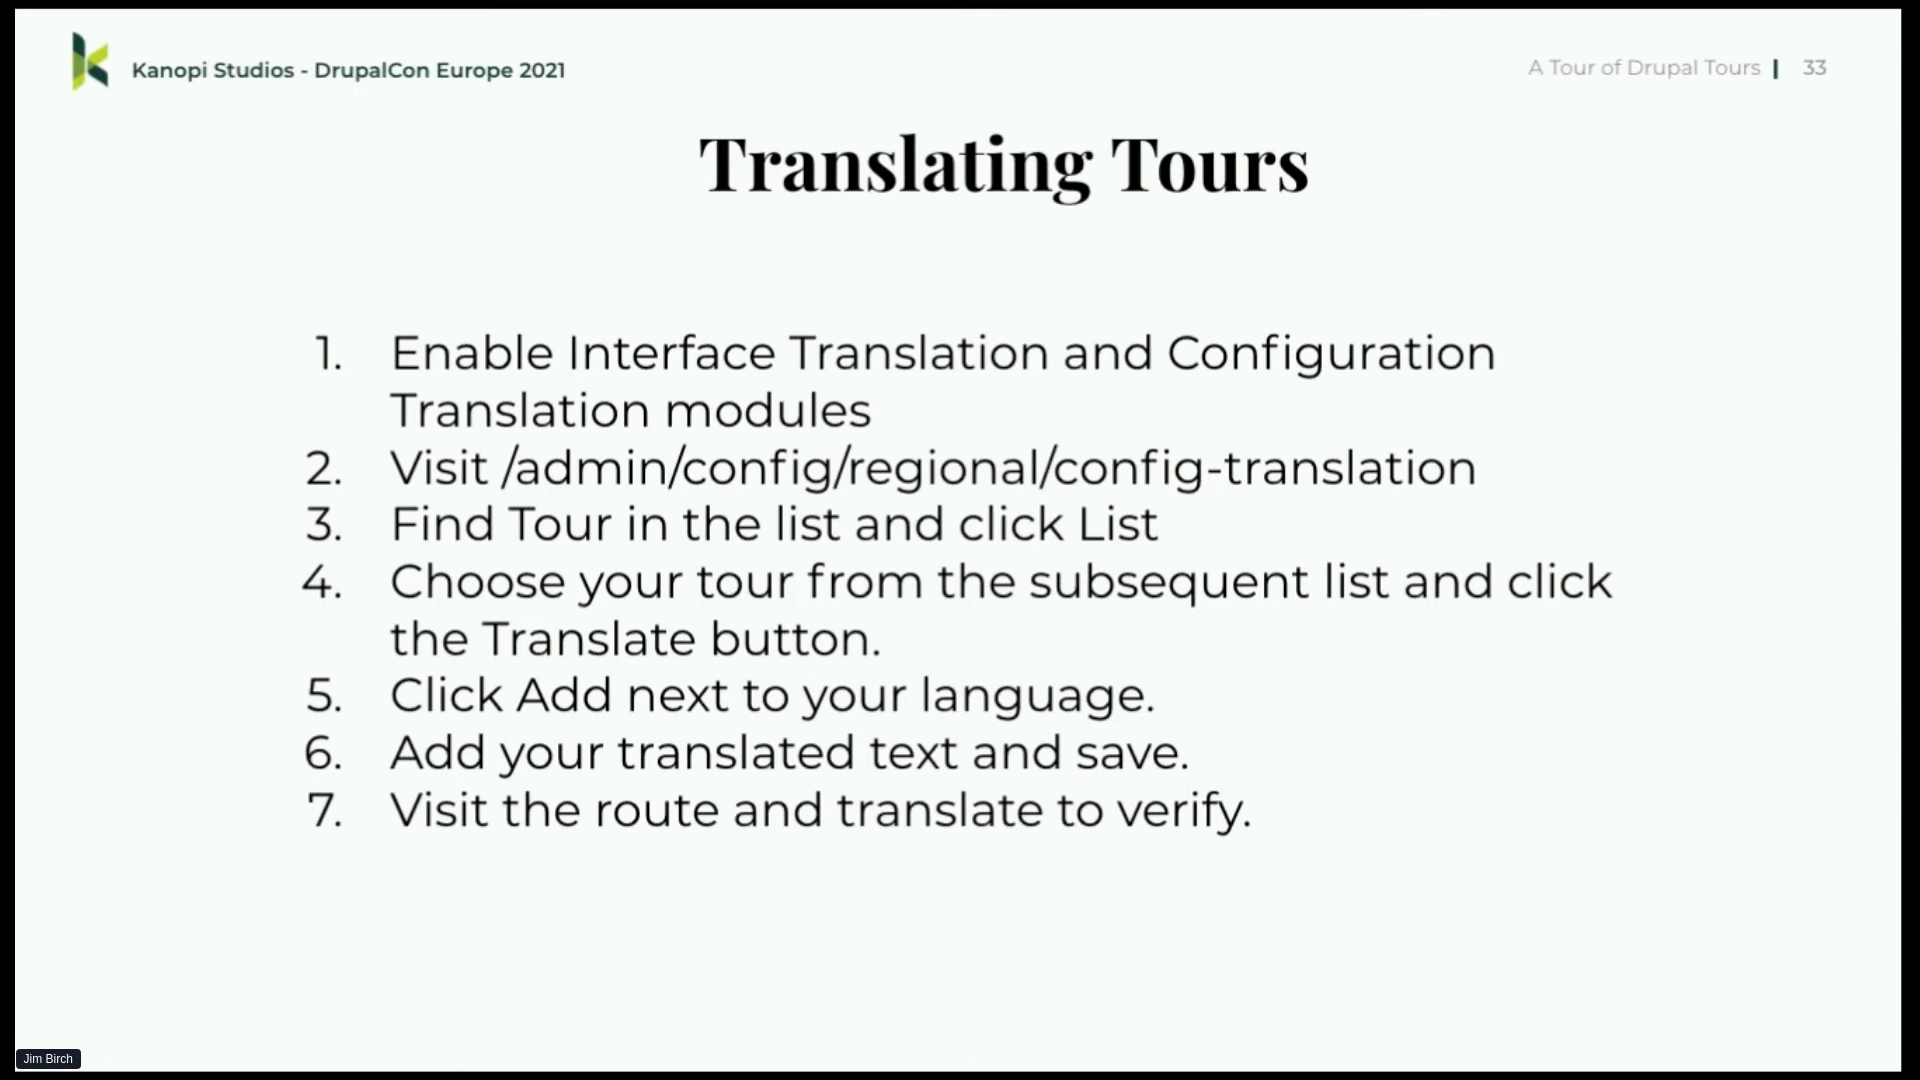 Kanopi Studios - DrupalCon Europe 2021
A Tour of Drupal Tours | 33
Translating Tours
1. Enable Interface Translation and Configuration
Translation modules
2. Visit /admin/config/regional/config-translation
3. Find Tour in the list and click List
4. Choose your tour from the subsequent list and click
the Translate button.
5. Click Add next to your language.
6. Add your translated text and save.
7. Visit the route and translate to verify.
Jim Birch